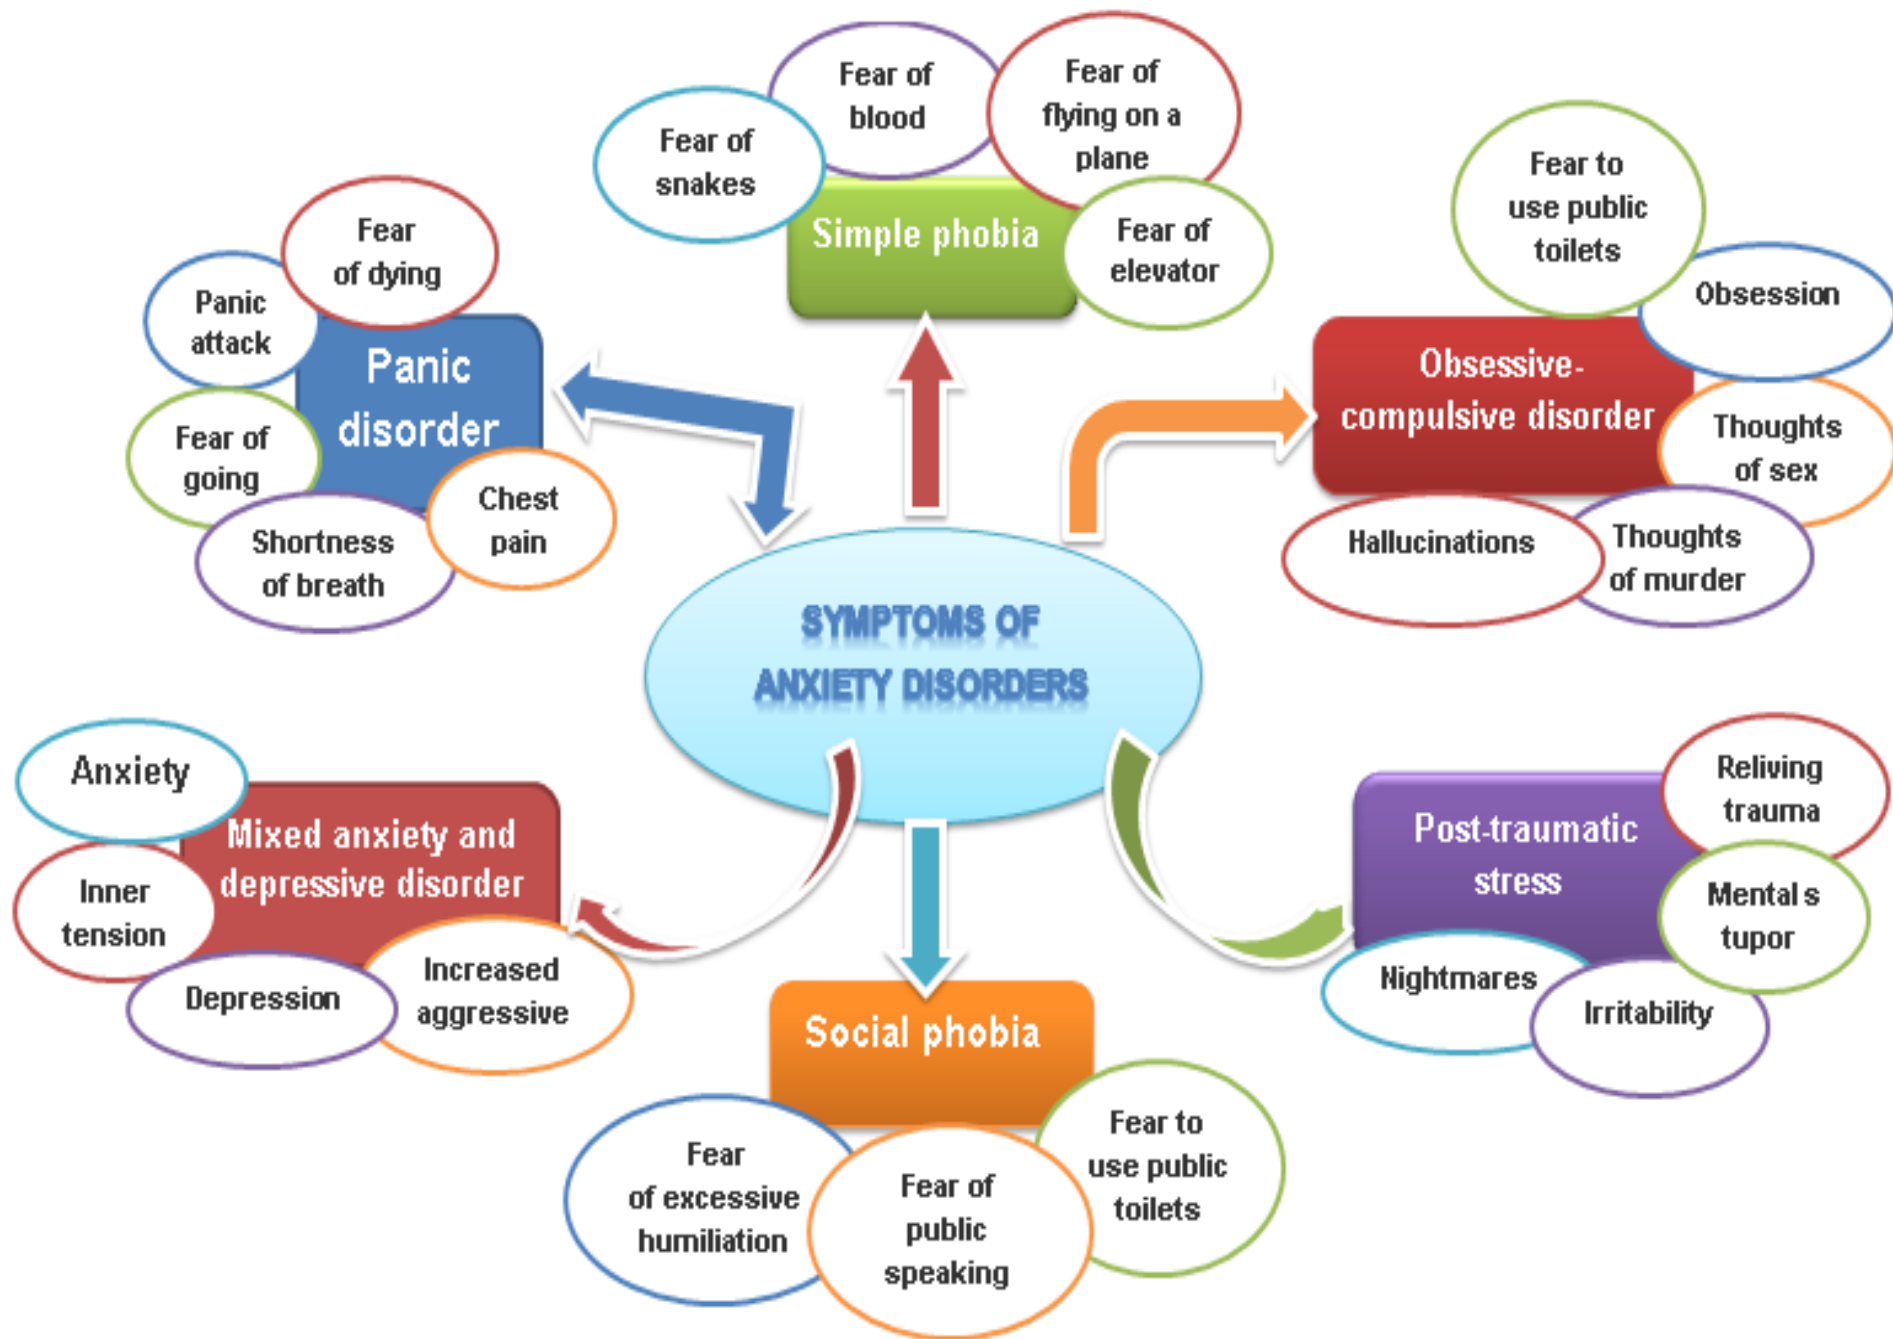 SYMPTOMS OF
ANXIETY DISORDERS
Simple phobia
Fear of
snakes
Fear of
blood
Fear of
flying on a
plane
Fear of
elevator
Obsessive-
compulsive disorder
Fear to
use public
toilets
Obsession
Thoughts
of sex
Thoughts
of murder
Hallucinations
Post-traumatic
stress
Reliving
trauma
Mental s
tupor
Irritability
Nightmares
Social phobia
Fear to
use public
toilets
Fear of
public
speaking
Fear
of excessive
humiliation
Mixed anxiety and
depressive disorder
Increased
aggressive
Depression
Inner
tension
Anxiety
Panic
disorder
Chest
pain
Shortness
of breath
Fear of
going
Panic
attack
Fear
of dying